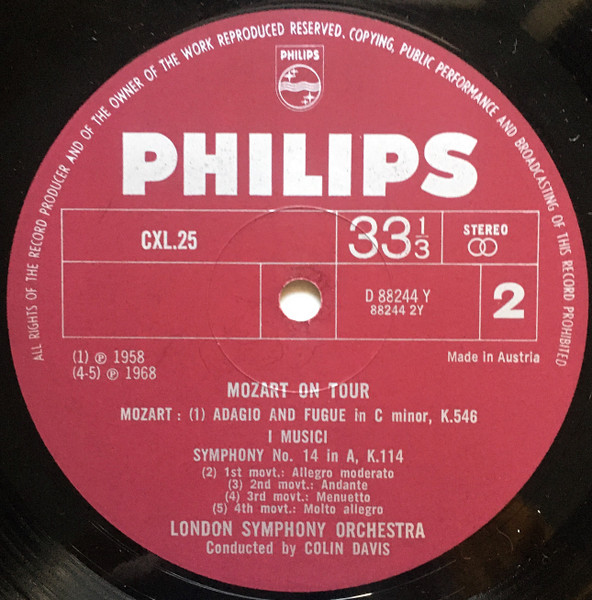 ALL RIGHTS OF THE RECORD PRODUCER AND OF THE OWNER OF THE WORK REPRODUCED RESERVED. COPYING, PUBLIC PERFORMANCE AND BROADCASTING OF THIS RECORD PROHIBITED
PHILIPS
PHILIPS
CXL.25
33 1/3
STEREO
D 88244 Y
88244 2Y
2
(1) ℗ 1958
(4-5) ℗ 1968
Made in Austria
MOZART ON TOUR
MOZART : (1) ADAGIO AND FUGUE in C minor, K.546
I MUSICI
SYMPHONY No. 14 in A, K.114
(2) 1st movt.: Allegro moderato
(3) 2nd movt.: Andante
(4) 3rd movt.: Menuetto
(5) 4th movt.: Molto allegro
LONDON SYMPHONY ORCHESTRA
Conducted by COLIN DAVIS